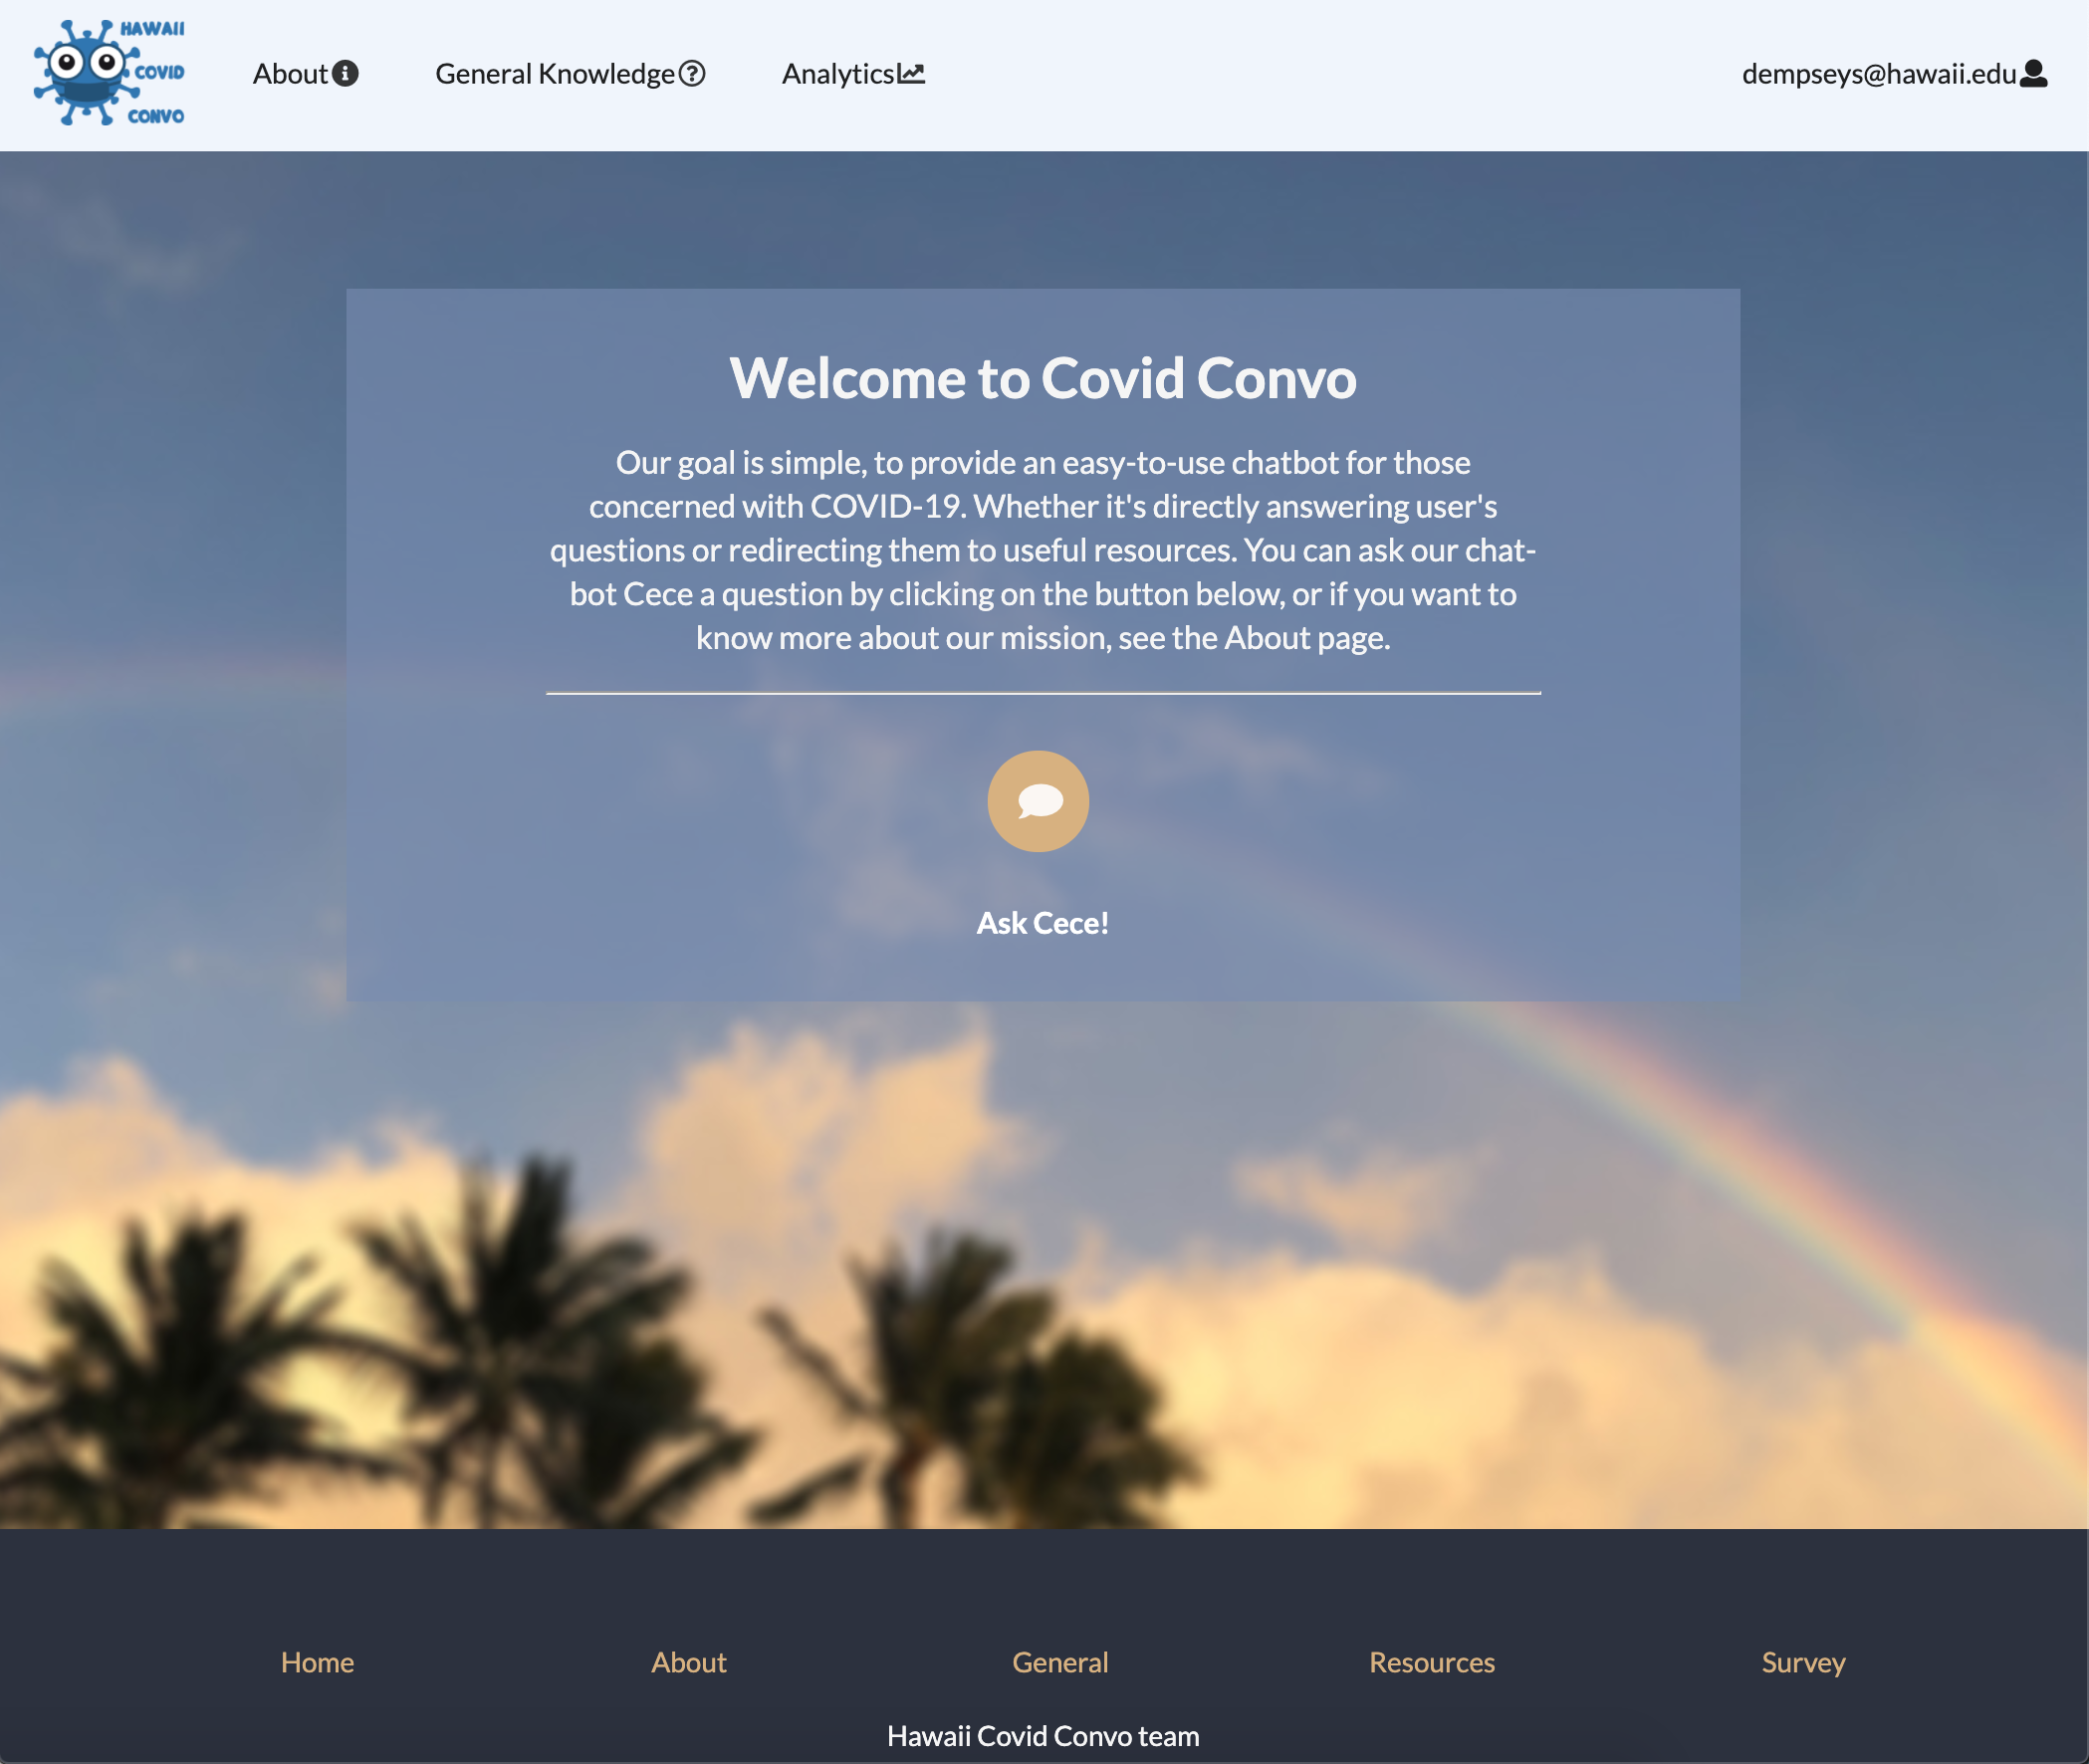 HAWAII
COVID
CONVO
About
General Knowledge
Analytics
dempseys@hawaii.edu
Welcome to Covid Convo
Our goal is simple, to provide an easy-to-use chatbot for those
concerned with COVID-19. Whether it's directly answering user's
questions or redirecting them to useful resources. You can ask our chat-
bot Cece a question by clicking on the button below, or if you want to
know more about our mission, see the About page.
Ask Cece!
Home
About
General
Resources
Survey
Hawaii Covid Convo team